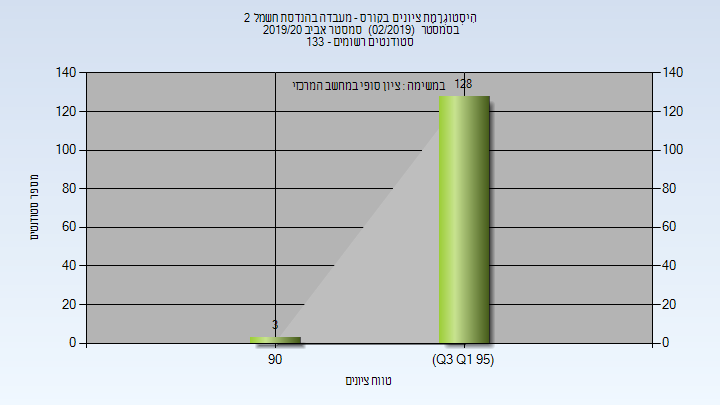 היסטוגרמת ציונים בקורס - מעבדה בהנדסת חשמל 2
בסמסטר (02/2019) סמסטר אביב 2019/20
סטודנטים רשומים - 133
במשימה : ציון סופי במחשב המרכזי
128
3
140 140
120 120
100 100
80 80
60 60
40 40
20 20
0 0
מספר סטודנטים
90 (Q3 Q1 95)
טווח ציונים